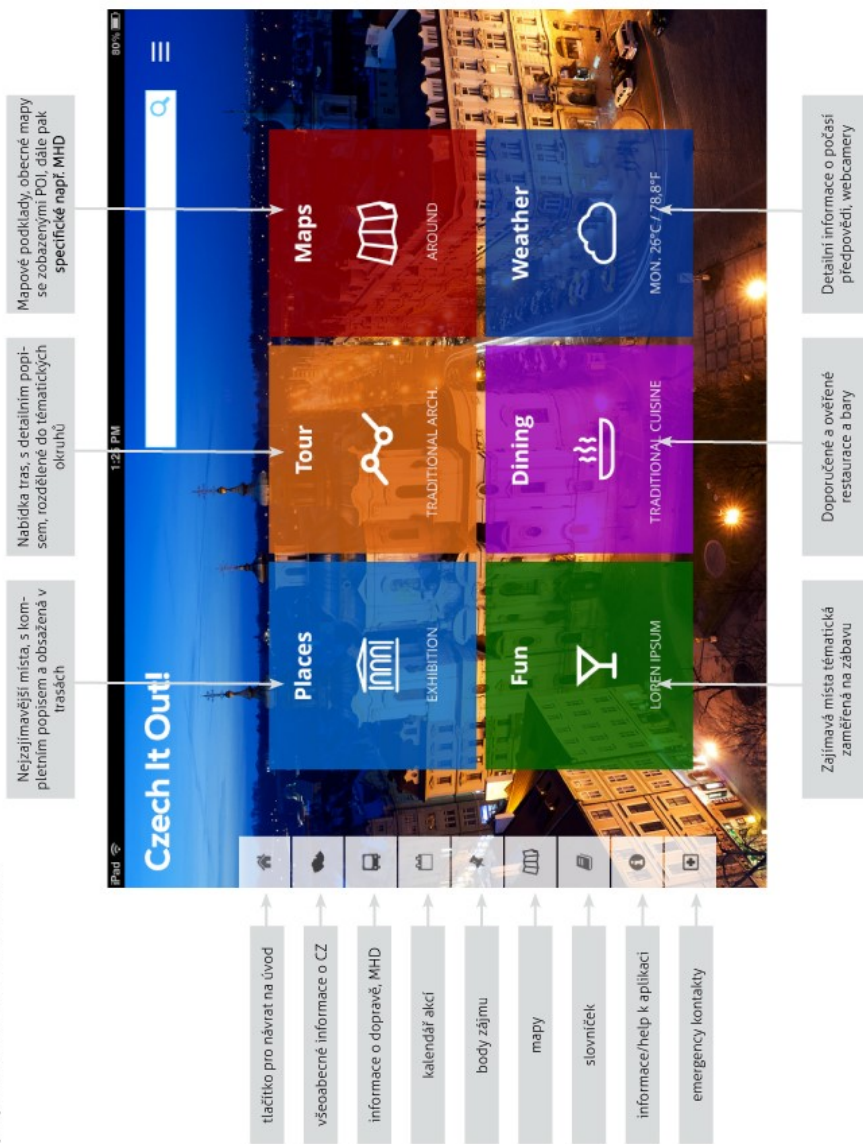 Nejzajímavější místa, s kom-
pletním popisem a obsažená v
trasách
Nabídka tras, s detailním popi-
sem, rozdělené do tématických
okruhů
Mapové podklady, obecné mapy
se zobazenými POI, dále pak
specifické např. MHD
iPad
1:25 PM
80%
Czech It Out!
Places
EXHIBITION
Tour
TRADITIONAL ARCH.
Maps
AROUND
Fun
LOREN IPSUM
Dining
TRADITIONAL CUISINE
Weather
MON. 26°C / 78,8°F
tlačítko pro návrat na úvod
všeoabecné informace o CZ
informace o dopravě, MHD
kalendář akcí
body zájmu
mapy
slovníček
informace/help k aplikaci
emergency kontakty
Zajímavá místa tématická
zaměřená na zábavu
Doporučené a ověřené
restaurace a bary
Detailní informace o počasí
předpovědi, webcamery